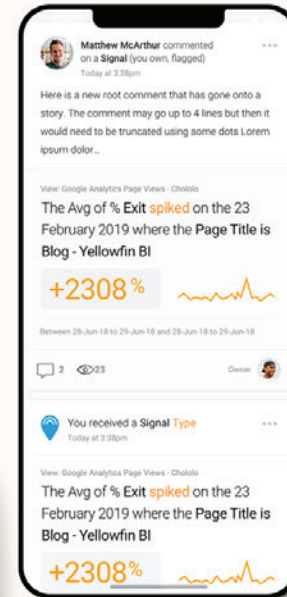 Matthew McArthur commented
on a Signal (you own, flagged)
Today at 3:38pm
Here is a new root comment that has gone onto a
story. The comment may go up to 4 lines but then it
would need to be truncated using some dots Lorem
ipsum dolor...
View: Google Analytics Page Views - Chololo
The Avg of % Exit spiked on the 23
February 2019 where the Page Title is
Blog - Yellowfin BI
+2308%
Between 28-Jun-18 to 29-Jun-18 and 28-Jun-18 to 29-Jun-18
2 23 Owner
You received a Signal Type
Today at 3:38pm
View: Google Analytics Page Views - Chololo
The Avg of % Exit spiked on the 23
February 2019 where the Page Title is
Blog - Yellowfin BI
+2308%